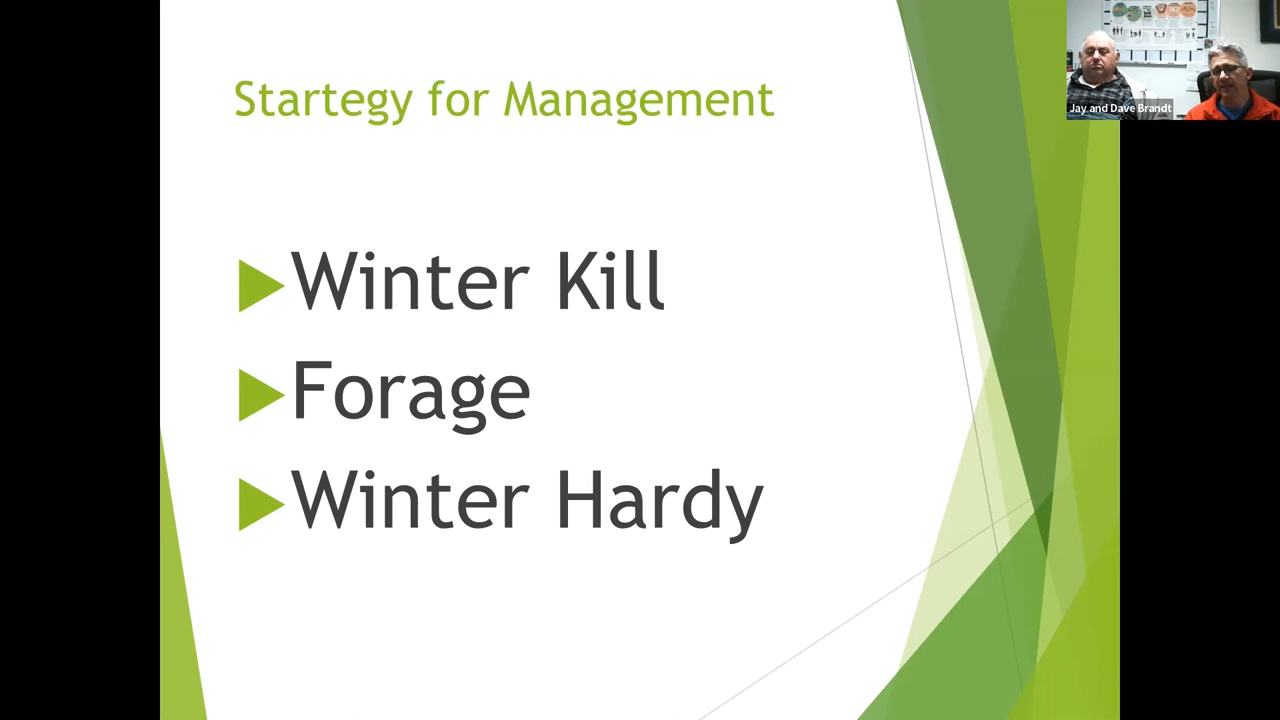 Startegy for Management
Winter Kill
Forage
Winter Hardy
Jay and Dave Brandt